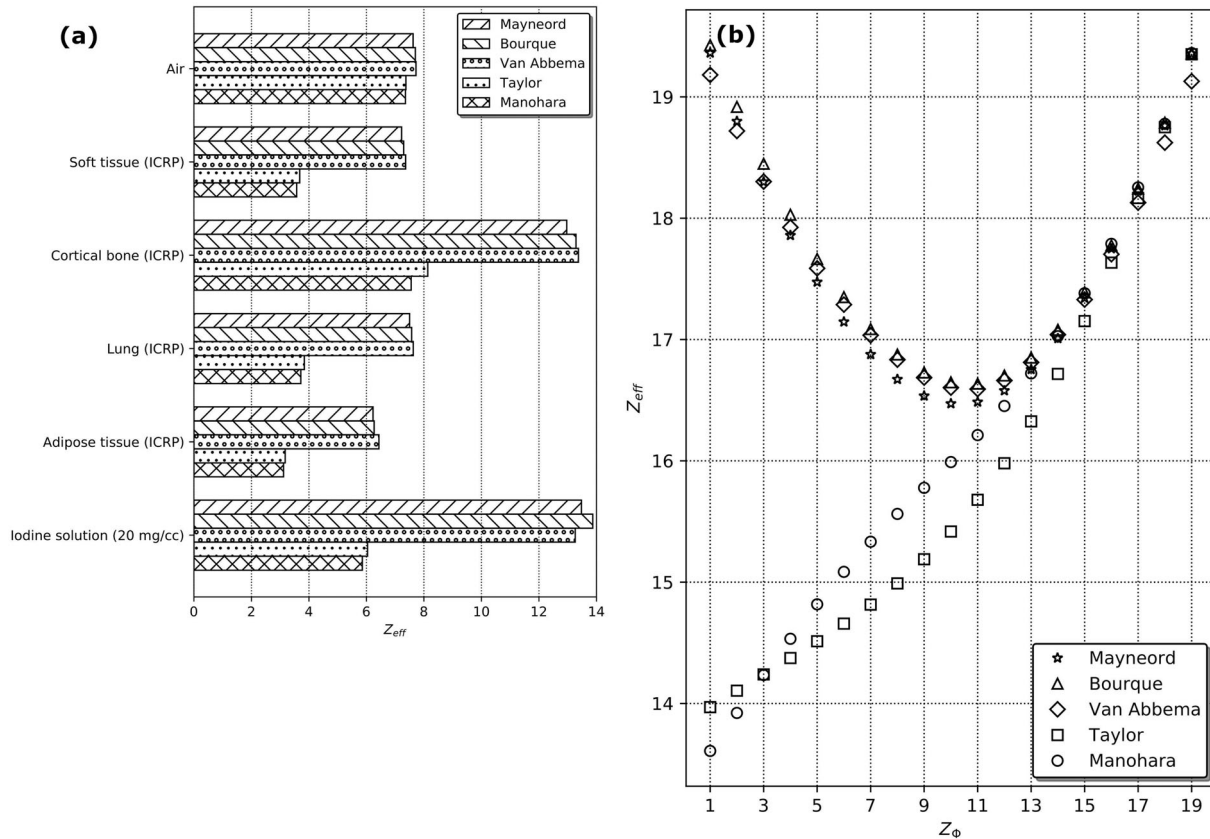 (a)
Mayneord
Bourque
Van Abbema
Taylor
Manohara
Air
Soft tissue (ICRP)
Cortical bone (ICRP)
Lung (ICRP)
Adipose tissue (ICRP)
Iodine solution (20 mg/cc)
0 2 4 6 8 10 12 14
Zeff
(b)
19
18
17
16
15
14
Zeff
Mayneord
Bourque
Van Abbema
Taylor
Manohara
1 3 5 7 9 11 13 15 17 19
ZΦ